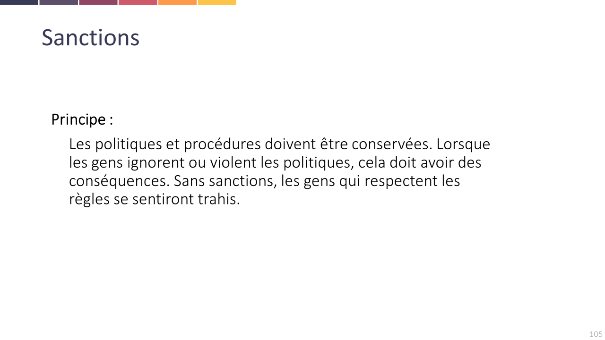 Sanctions
Principe :
Les politiques et procédures doivent être conservées. Lorsque
les gens ignorent ou violent les politiques, cela doit avoir des
conséquences. Sans sanctions, les gens qui respectent les
règles se sentiront trahis.
105